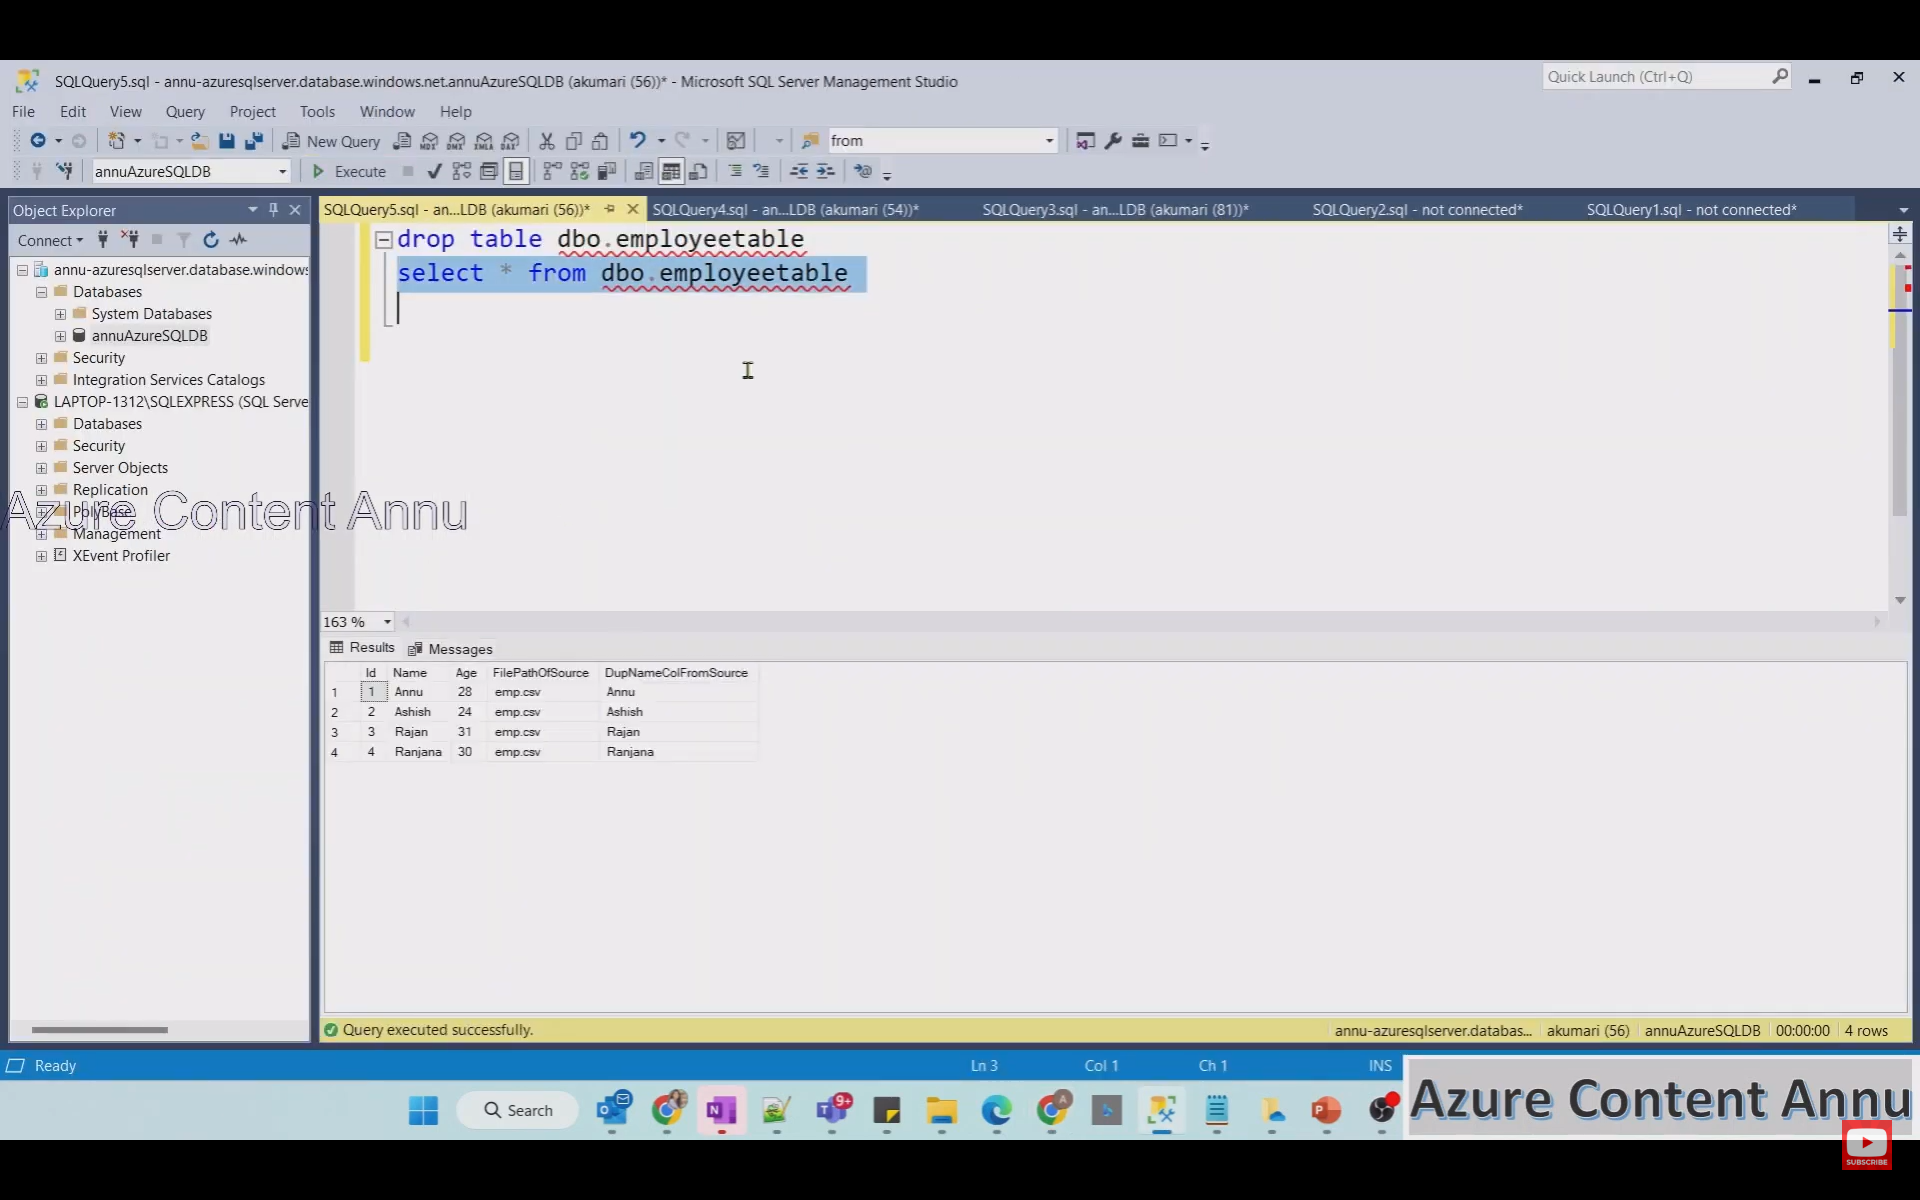 SQLQuery5.sql - annu-azuresqlserver.database.windows.net.annuAzureSQLDB (akumari (56))* - Microsoft SQL Server Management Studio
Quick Launch (Ctrl+Q)
File Edit View Query Project Tools Window Help
New Query
from
annuAzureSQLDB
Execute
Object Explorer
SQLQuery5.sql - an...LDB (akumari (56))*
SQLQuery4.sql - an...LDB (akumari (54))*
SQLQuery3.sql - an...LDB (akumari (81))*
SQLQuery2.sql - not connected*
SQLQuery1.sql - not connected*
Connect
annu-azuresqlserver.database.windows
Databases
System Databases
annuAzureSQLDB
Security
Integration Services Catalogs
LAPTOP-1312\SQLEXPRESS (SQL Serve
Databases
Security
Server Objects
Replication
PolyBase
Management
XEvent Profiler
Azure Content Annu
drop table dbo.employeetable
select * from dbo.employeetable
163 %
Results Messages
Id Name Age FilePathOfSource DupNameColFromSource
1 1 Annu 28 emp.csv Annu
2 2 Ashish 24 emp.csv Ashish
3 3 Rajan 31 emp.csv Rajan
4 4 Ranjana 30 emp.csv Ranjana
Query executed successfully.
annu-azuresqlserver.databas... akumari (56) annuAzureSQLDB 00:00:00 4 rows
Ready
Ln 3 Col 1 Ch 1 INS
Search
9+
Azure Content Annu
SUBSCRIBE